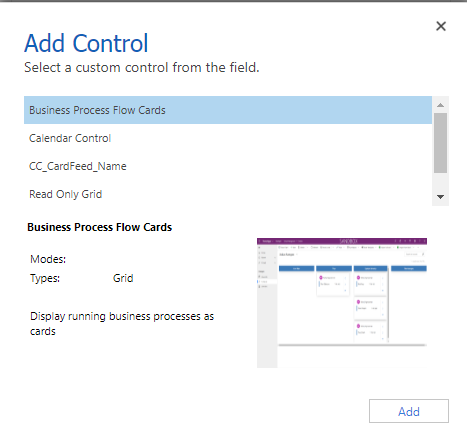 Add Control
Select a custom control from the field.
Business Process Flow Cards
Calendar Control
CC_CardFeed_Name
Read Only Grid
Business Process Flow Cards
Modes:
Types: Grid
Display running business processes as
cards
Add